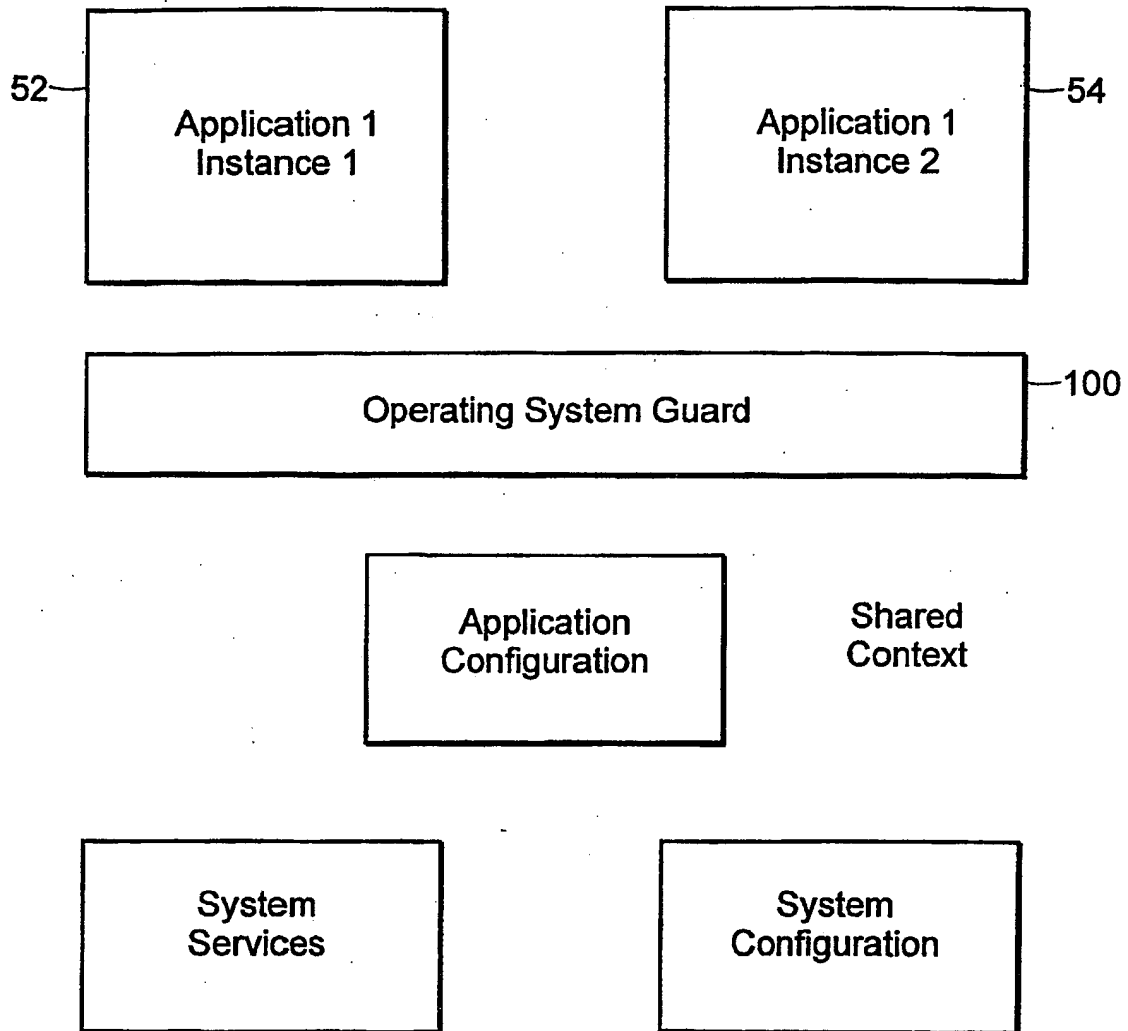 52
Application 1
Instance 1
Application 1
Instance 2
54
Operating System Guard
100
Application
Configuration
Shared
Context
System
Services
System
Configuration